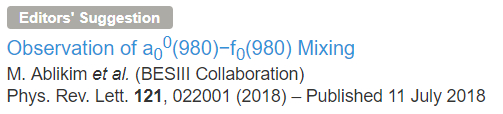 Editors' Suggestion
Observation of a₀⁰(980)−f₀(980) Mixing
M. Ablikim et al. (BESIII Collaboration)
Phys. Rev. Lett. 121, 022001 (2018) – Published 11 July 2018